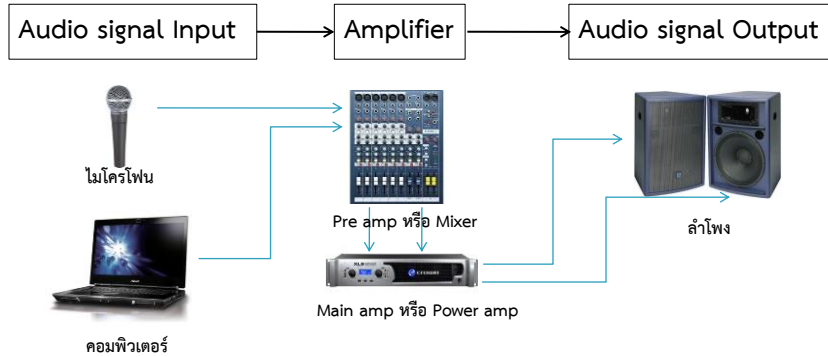 Audio signal Input
Amplifier
Audio signal Output
ไมโครโฟน
Pre amp หรือ Mixer
ลำโพง
CROWN
Main amp หรือ Power amp
คอมพิวเตอร์